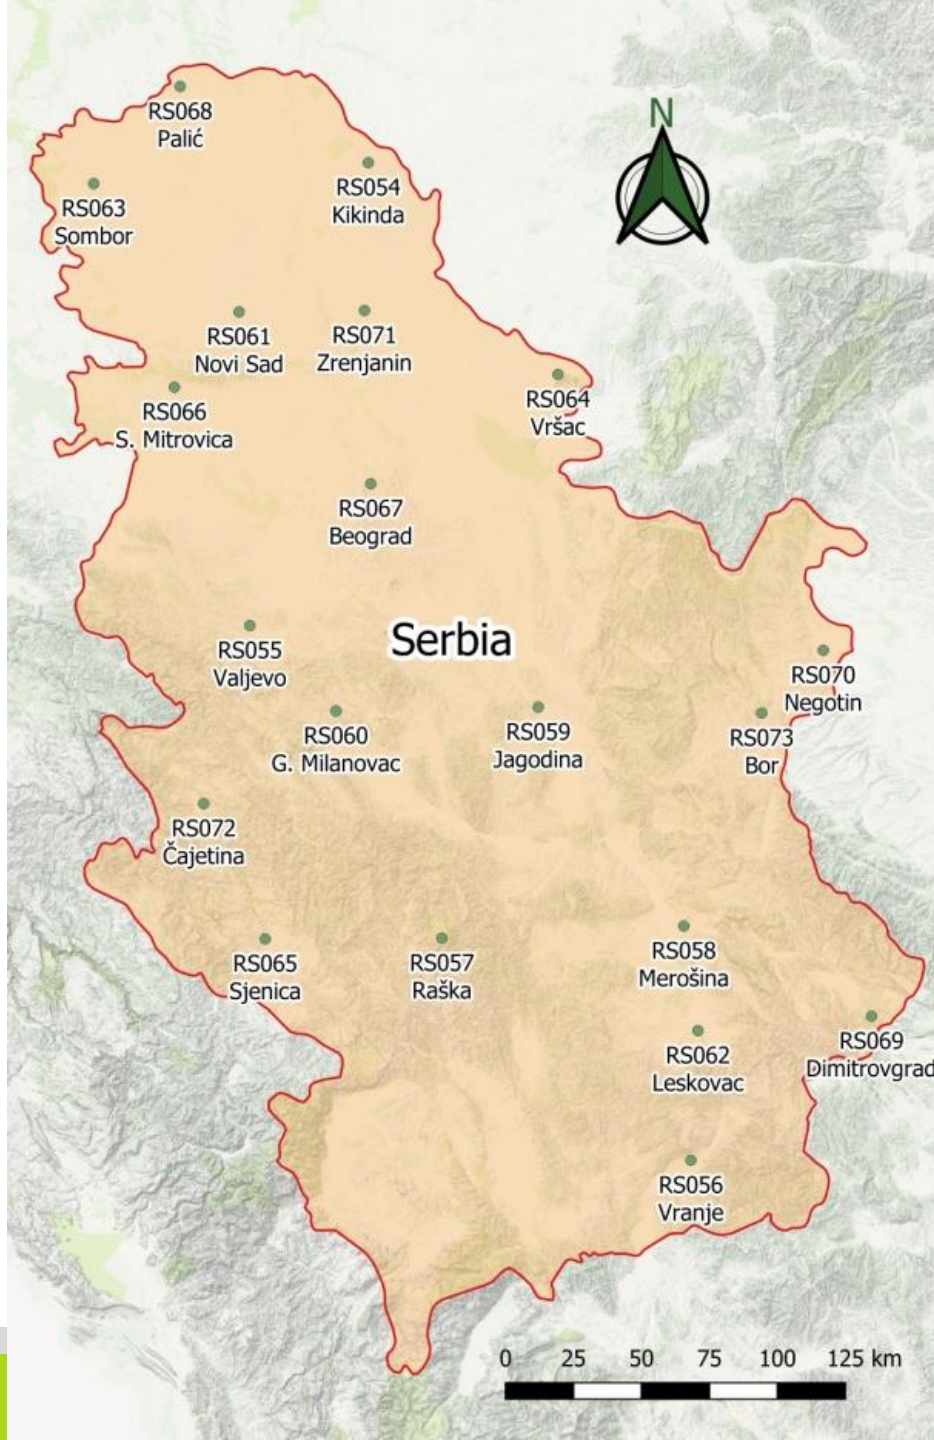 N
RS068
Palić
RS054
Kikinda
RS063
Sombor
RS061
Novi Sad
RS071
Zrenjanin
RS064
Vršac
RS066
S. Mitrovica
RS067
Beograd
Serbia
RS055
Valjevo
RS070
Negotin
RS059
Jagodina
RS060
G. Milanovac
RS073
Bor
RS072
Čajetina
RS058
Merošina
RS065
Sjenica
RS057
Raška
RS069
Dimitrovgrad
RS062
Leskovac
RS056
Vranje
0 25 50 75 100 125 km